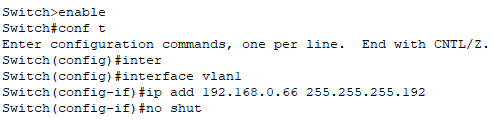 Switch>enable
Switch#conf t
Enter configuration commands, one per line.  End with CNTL/Z.
Switch(config)#inter
Switch(config)#interface vlan1
Switch(config-if)#ip add 192.168.0.66 255.255.255.192
Switch(config-if)#no shut